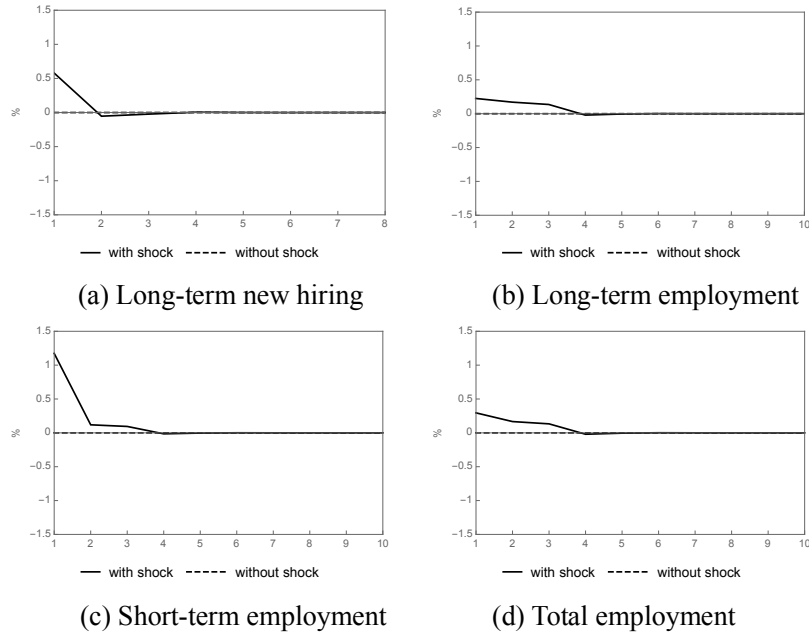 1.5
1
0.5
0
−0.5
−1
−1.5
%
1 2 3 4 5 6 7 8
with shock without shock
(a) Long-term new hiring
1.5
1
0.5
0
−0.5
−1
−1.5
%
1 2 3 4 5 6 7 8 9 10
with shock without shock
(b) Long-term employment
1.5
1
0.5
0
−0.5
−1
−1.5
%
1 2 3 4 5 6 7 8 9 10
with shock without shock
(c) Short-term employment
1.5
1
0.5
0
−0.5
−1
−1.5
%
1 2 3 4 5 6 7 8 9 10
with shock without shock
(d) Total employment